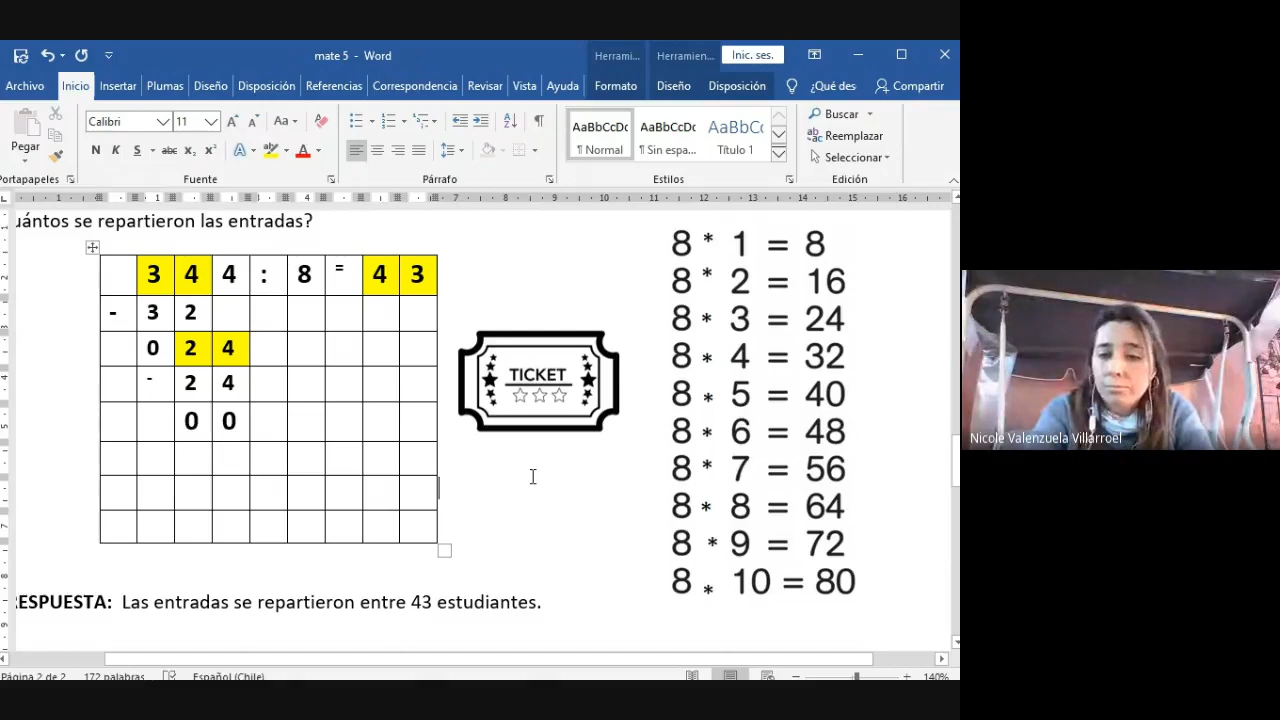 mate 5 - Word
Herrami...
Herramien...
Inic. ses.
Archivo
Inicio
Insertar
Plumas
Diseño
Disposición
Referencias
Correspondencia
Revisar
Vista
Ayuda
Formato
Diseño
Disposición
¿Qué des
Compartir
Pegar
Calibri
11
Aa
N K S abc x₂ x²
AaBbCcDc
¶ Normal
AaBbCcDc
¶ Sin espa...
AaBbCc
Título 1
Buscar
Reemplazar
Seleccionar
Portapapeles
Fuente
Párrafo
Estilos
Edición
uántos se repartieron las entradas?
3 4 4 : 8 = 4 3
- 3 2
0 2 4
- 2 4
0 0
TICKET
8 * 1 = 8
8 * 2 = 16
8 * 3 = 24
8 * 4 = 32
8 * 5 = 40
8 * 6 = 48
8 * 7 = 56
8 * 8 = 64
8 * 9 = 72
8 * 10 = 80
RESPUESTA: Las entradas se repartieron entre 43 estudiantes.
Página 2 de 2
172 palabras
Español (Chile)
140%
Nicole Valenzuela Villarroel